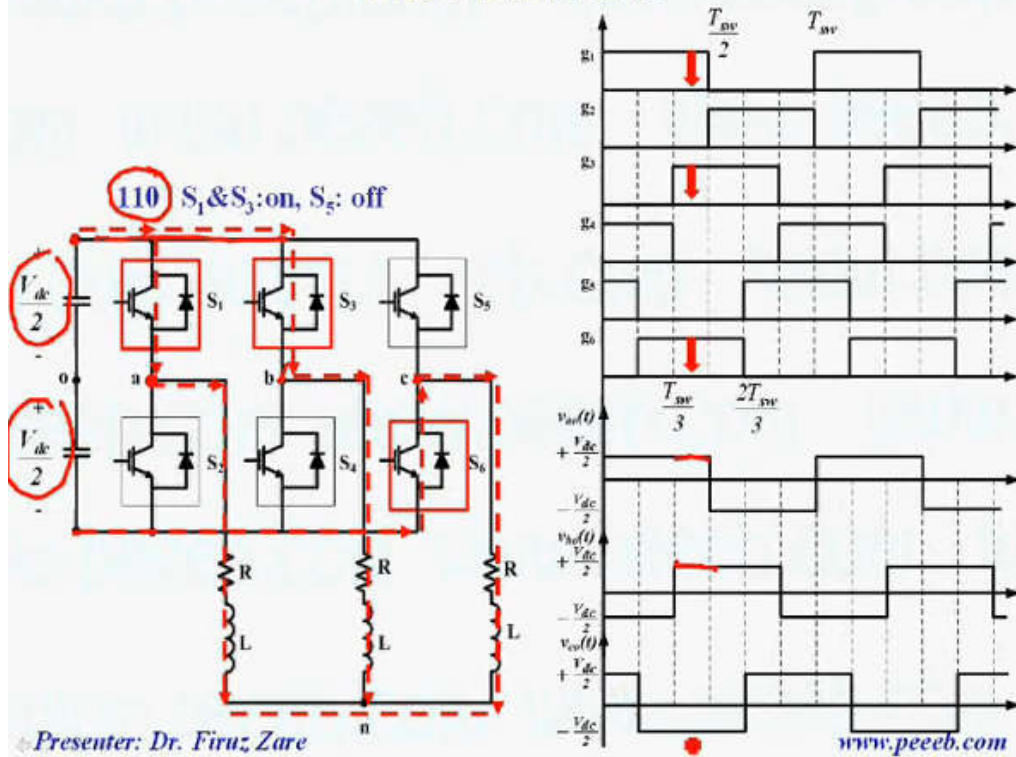 110 S1&S3:on, S5: off
+
Vdc/2
-
o
+
Vdc/2
-
S1
S3
S5
a
b
c
S2
S4
S6
R
R
R
L
L
L
n
Tsw/2
Tsw
g1
g2
g3
g4
g5
g6
Tsw/3
2Tsw/3
vao(t)
+ Vdc/2
- Vdc/2
vbo(t)
+ Vdc/2
- Vdc/2
vco(t)
+ Vdc/2
- Vdc/2
Presenter: Dr. Firuz Zare
www.peeeb.com